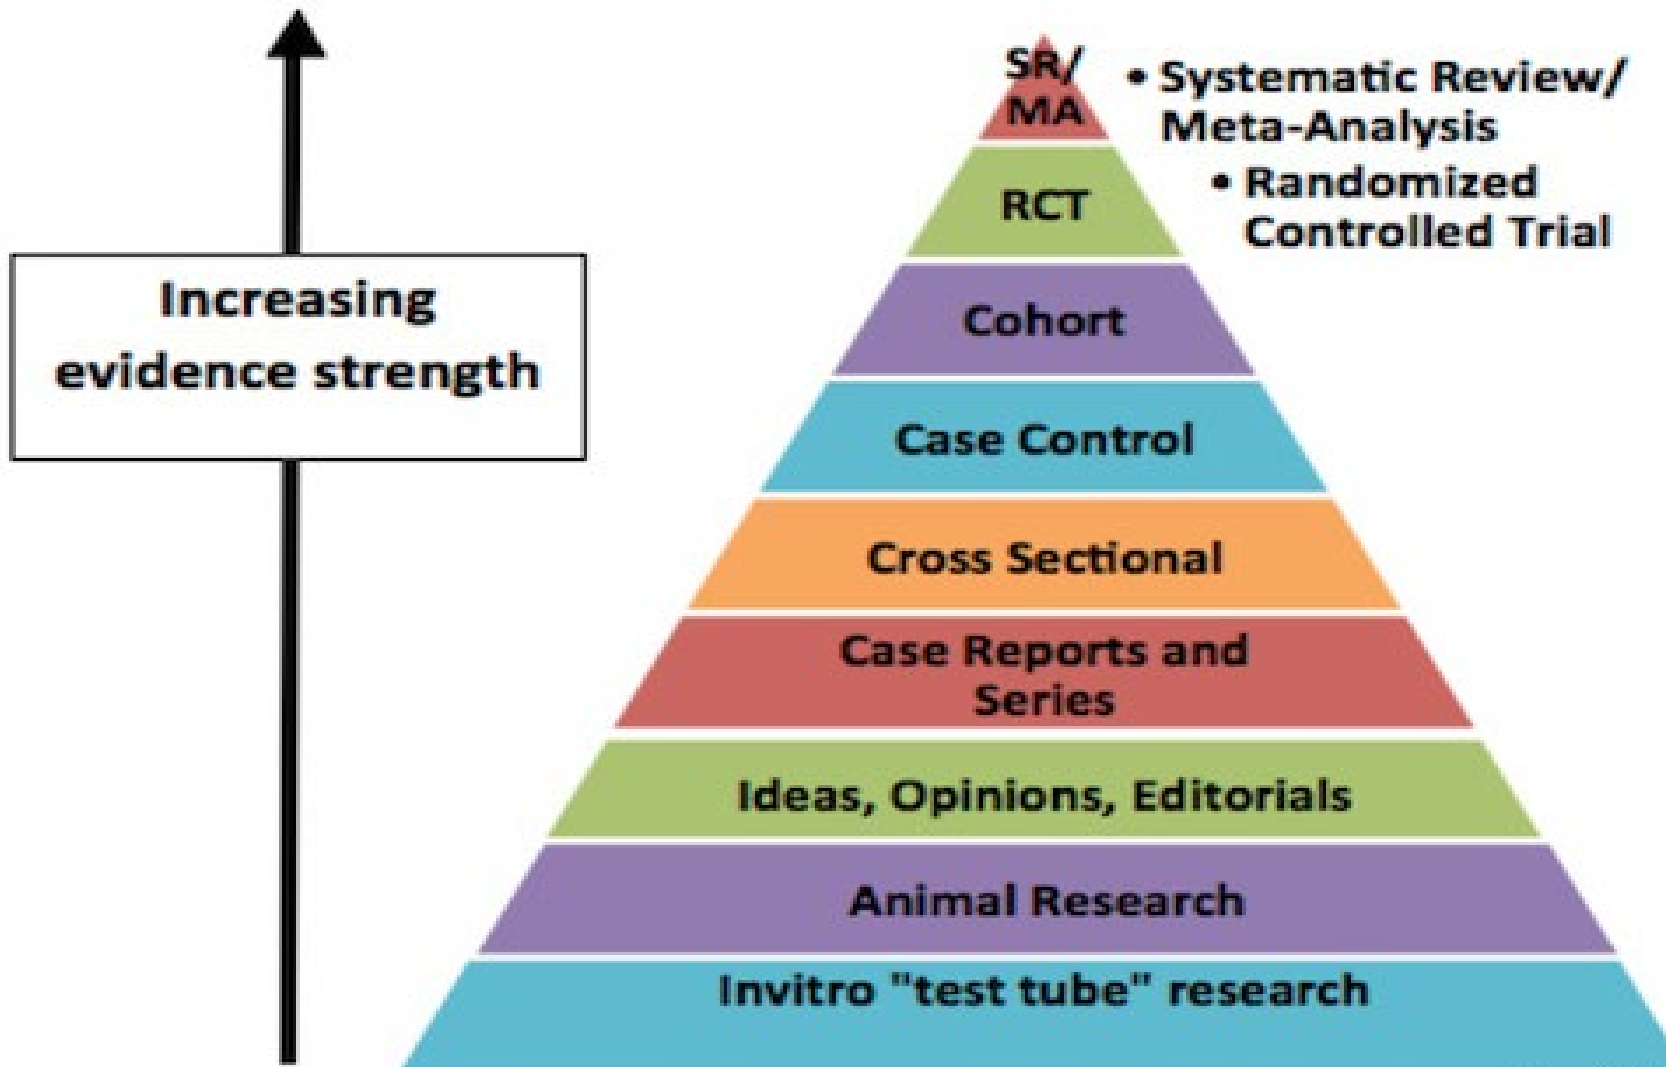 Increasing
evidence strength
SR/
MA
• Systematic Review/
Meta-Analysis
RCT
• Randomized
Controlled Trial
Cohort
Case Control
Cross Sectional
Case Reports and
Series
Ideas, Opinions, Editorials
Animal Research
Invitro "test tube" research